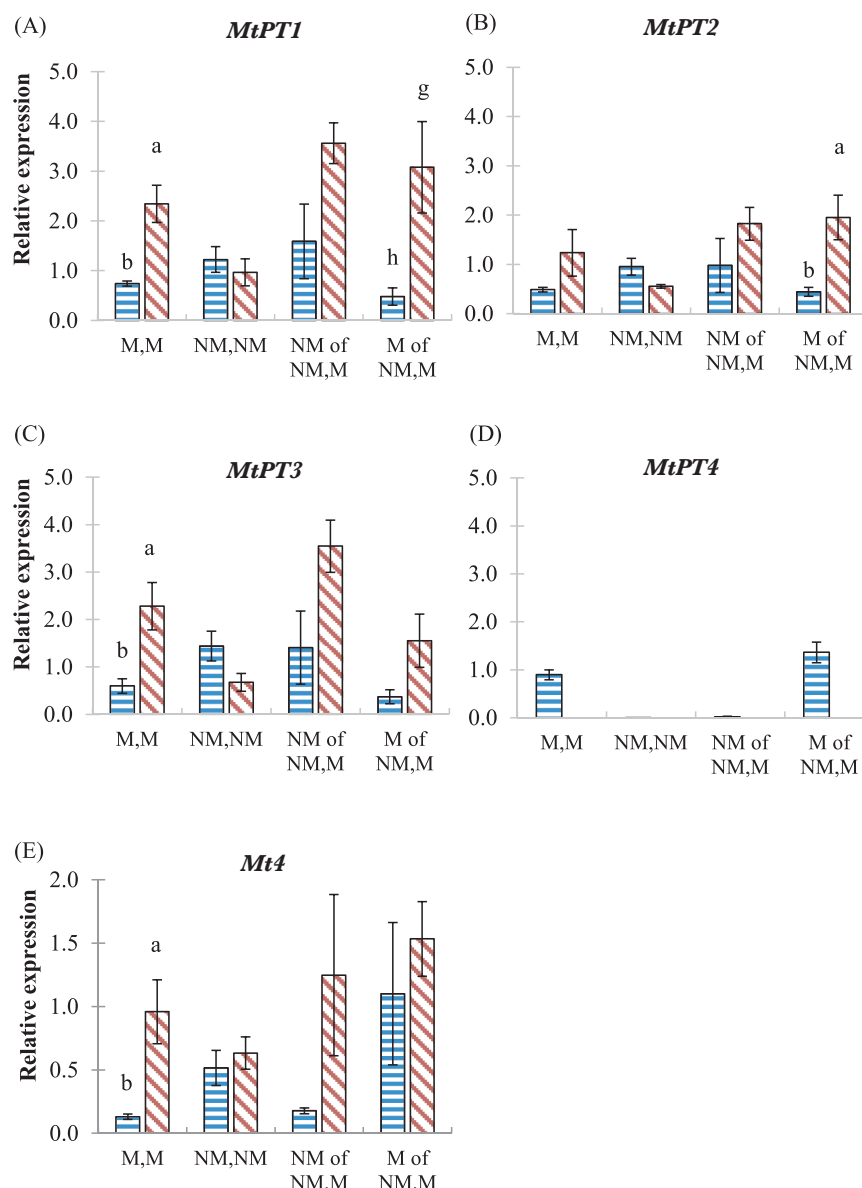 (A)
MtPT1
Relative expression
5.0
4.0
3.0
2.0
1.0
0.0
b
a
h
g
M,M
NM,NM
NM of
NM,M
M of
NM,M
(B)
MtPT2
5.0
4.0
3.0
2.0
1.0
0.0
b
a
M,M
NM,NM
NM of
NM,M
M of
NM,M
(C)
MtPT3
Relative expression
5.0
4.0
3.0
2.0
1.0
0.0
b
a
M,M
NM,NM
NM of
NM,M
M of
NM,M
(D)
MtPT4
5.0
4.0
3.0
2.0
1.0
0.0
M,M
NM,NM
NM of
NM,M
M of
NM,M
(E)
Mt4
Relative expression
2.0
1.5
1.0
0.5
0.0
b
a
M,M
NM,NM
NM of
NM,M
M of
NM,M